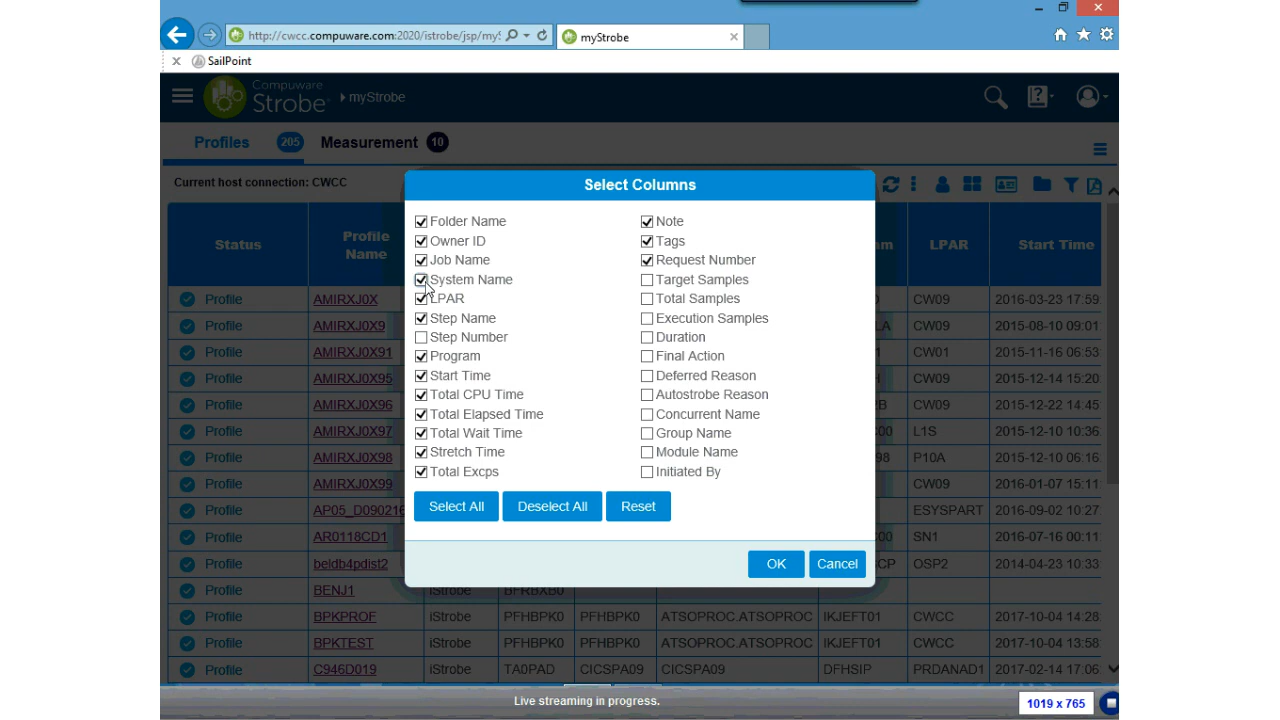 http://cwcc.compuware.com:2020/istrobe/jsp/my
myStrobe
SailPoint
Compuware
Strobe
myStrobe
Profiles 205 Measurement 10
Current host connection: CWCC
Select Columns
Status Profile Name LPAR Start Time
Folder Name Note
Owner ID Tags
Job Name Request Number
System Name Target Samples
LPAR Total Samples
Step Name Execution Samples
Step Number Duration
Program Final Action
Start Time Deferred Reason
Total CPU Time Autostrobe Reason
Total Elapsed Time Concurrent Name
Total Wait Time Group Name
Stretch Time Module Name
Total Excps Initiated By
Select All Deselect All Reset
OK Cancel
Profile AMIRXJ0X CW09 2016-03-23 17:59:
Profile AMIRXJ0X9 CW09 2015-08-10 09:01:
Profile AMIRXJ0X91 CW01 2015-11-16 06:53:
Profile AMIRXJ0X95 CW09 2015-12-14 15:20:
Profile AMIRXJ0X96 CW09 2015-12-22 14:45:
Profile AMIRXJ0X97 L1S 2015-12-10 10:36:
Profile AMIRXJ0X98 P10A 2015-12-10 06:16:
Profile AMIRXJ0X99 CW09 2016-01-07 15:11:
Profile AP05_D090216 ESYSPART 2016-09-02 10:27:
Profile AR0118CD1 SN1 2016-07-16 00:11:
Profile beldb4pdist2 OSP2 2014-04-23 10:33:
Profile BENJ1 iStrobe BFRBXB0
Profile BPKPROF iStrobe PFHBPK0 PFHBPK0 ATSOPROC.ATSOPROC IKJEFT01 CWCC 2017-10-04 14:28:
Profile BPKTEST iStrobe PFHBPK0 PFHBPK0 ATSOPROC.ATSOPROC IKJEFT01 CWCC 2017-10-04 13:58:
Profile C946D019 iStrobe TA0PAD CICSPA09 CICSPA09 DFHSIP PRDANAD1 2017-02-14 17:06:
Live streaming in progress.
1019 x 765